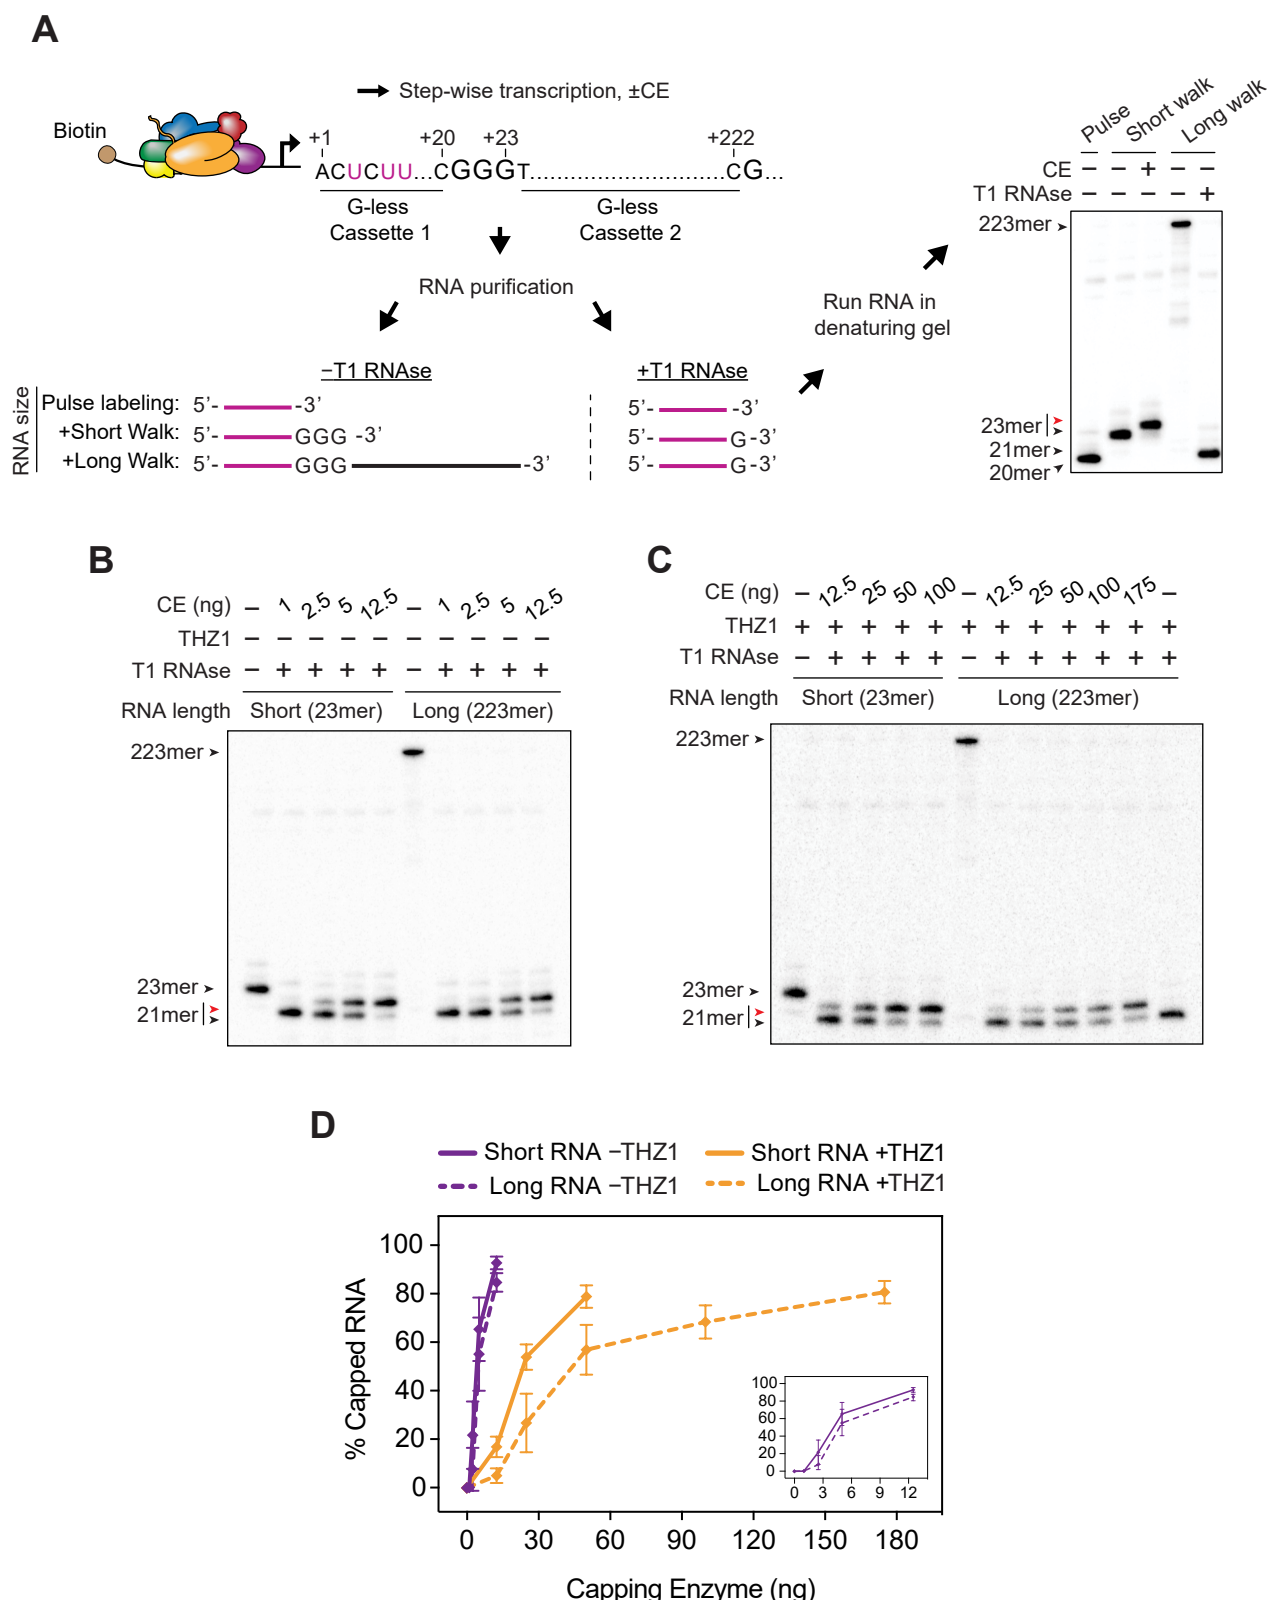 A
Step-wise transcription, ±CE
Biotin
+1 +20 +23 +222
ACUCUU...CGGGT............................CG...
G-less Cassette 1
G-less Cassette 2
RNA purification
−T1 RNAse
+T1 RNAse
RNA size
Pulse labeling: 5’- -3’
+Short Walk: 5’- GGG -3’
+Long Walk: 5’- GGG -3’
5’- -3’
5’- G-3’
5’- G-3’
Run RNA in
denaturing gel
Pulse Short walk Long walk
CE − − + − −
T1 RNAse − − − − +
223mer
23mer
21mer
20mer
B
CE (ng) − 1 2.5 5 12.5 − 1 2.5 5 12.5
THZ1 − − − − − − − − − −
T1 RNAse − + + + + − + + + +
RNA length Short (23mer) Long (223mer)
223mer
23mer
21mer
C
CE (ng) − 12.5 25 50 100 − 12.5 25 50 100 175 −
THZ1 + + + + + + + + + + + +
T1 RNAse − + + + + − + + + + + +
RNA length Short (23mer) Long (223mer)
223mer
23mer
21mer
D
Short RNA −THZ1 Short RNA +THZ1
Long RNA −THZ1 Long RNA +THZ1
% Capped RNA
100
80
60
40
20
0
0 30 60 90 120 150 180
Capping Enzyme (ng)
100
80
60
40
20
0
0 3 6 9 12